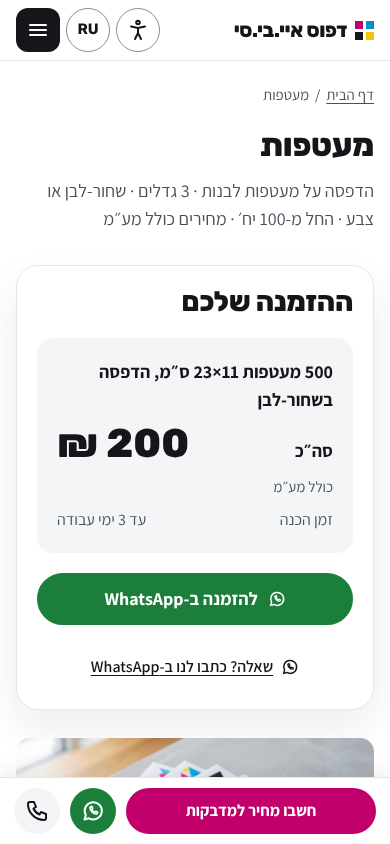 דפוס איי.בי.סי
RU
דף הבית / מעטפות
מעטפות
הדפסה על מעטפות לבנות · 3 גדלים · שחור-לבן או
צבע · החל מ-100 יח׳ · מחירים כולל מע״מ
ההזמנה שלכם
500 מעטפות 11×23 ס״מ, הדפסה
בשחור-לבן
סה״כ
200 ₪
כולל מע״מ
זמן הכנה
עד 3 ימי עבודה
להזמנה ב-WhatsApp
שאלה? כתבו לנו ב-WhatsApp
חשבו מחיר למדבקות